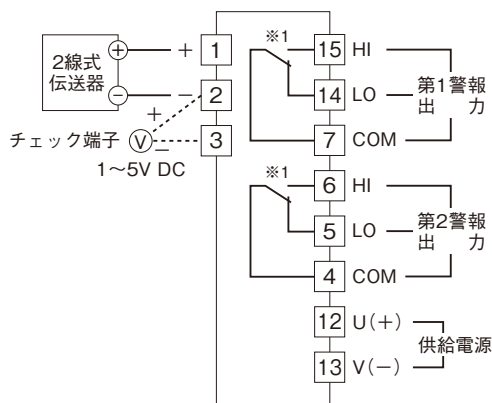 2線式
伝送器
+
−
+
−
1
2
3
+
−
チェック端子
V
1～5V DC
※1
15 HI
14 LO
7 COM
第1警報
出 力
※1
6 HI
5 LO
4 COM
第2警報
出 力
12 U(+)
13 V(−)
供給電源